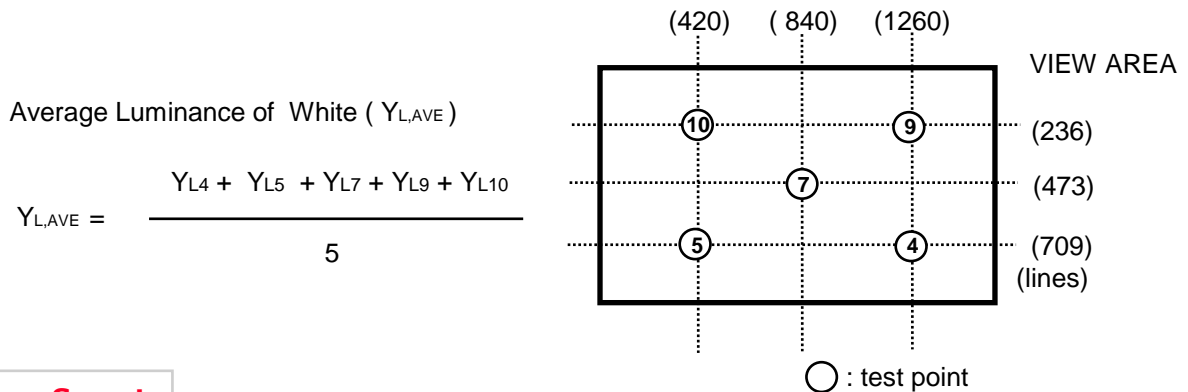 (420) ( 840) (1260)
VIEW AREA
Average Luminance of White ( YL,AVE )
10 9 (236)
YL4 + YL5 + YL7 + YL9 + YL10
7 (473)
YL,AVE =
5
5 4 (709)
(lines)
: test point